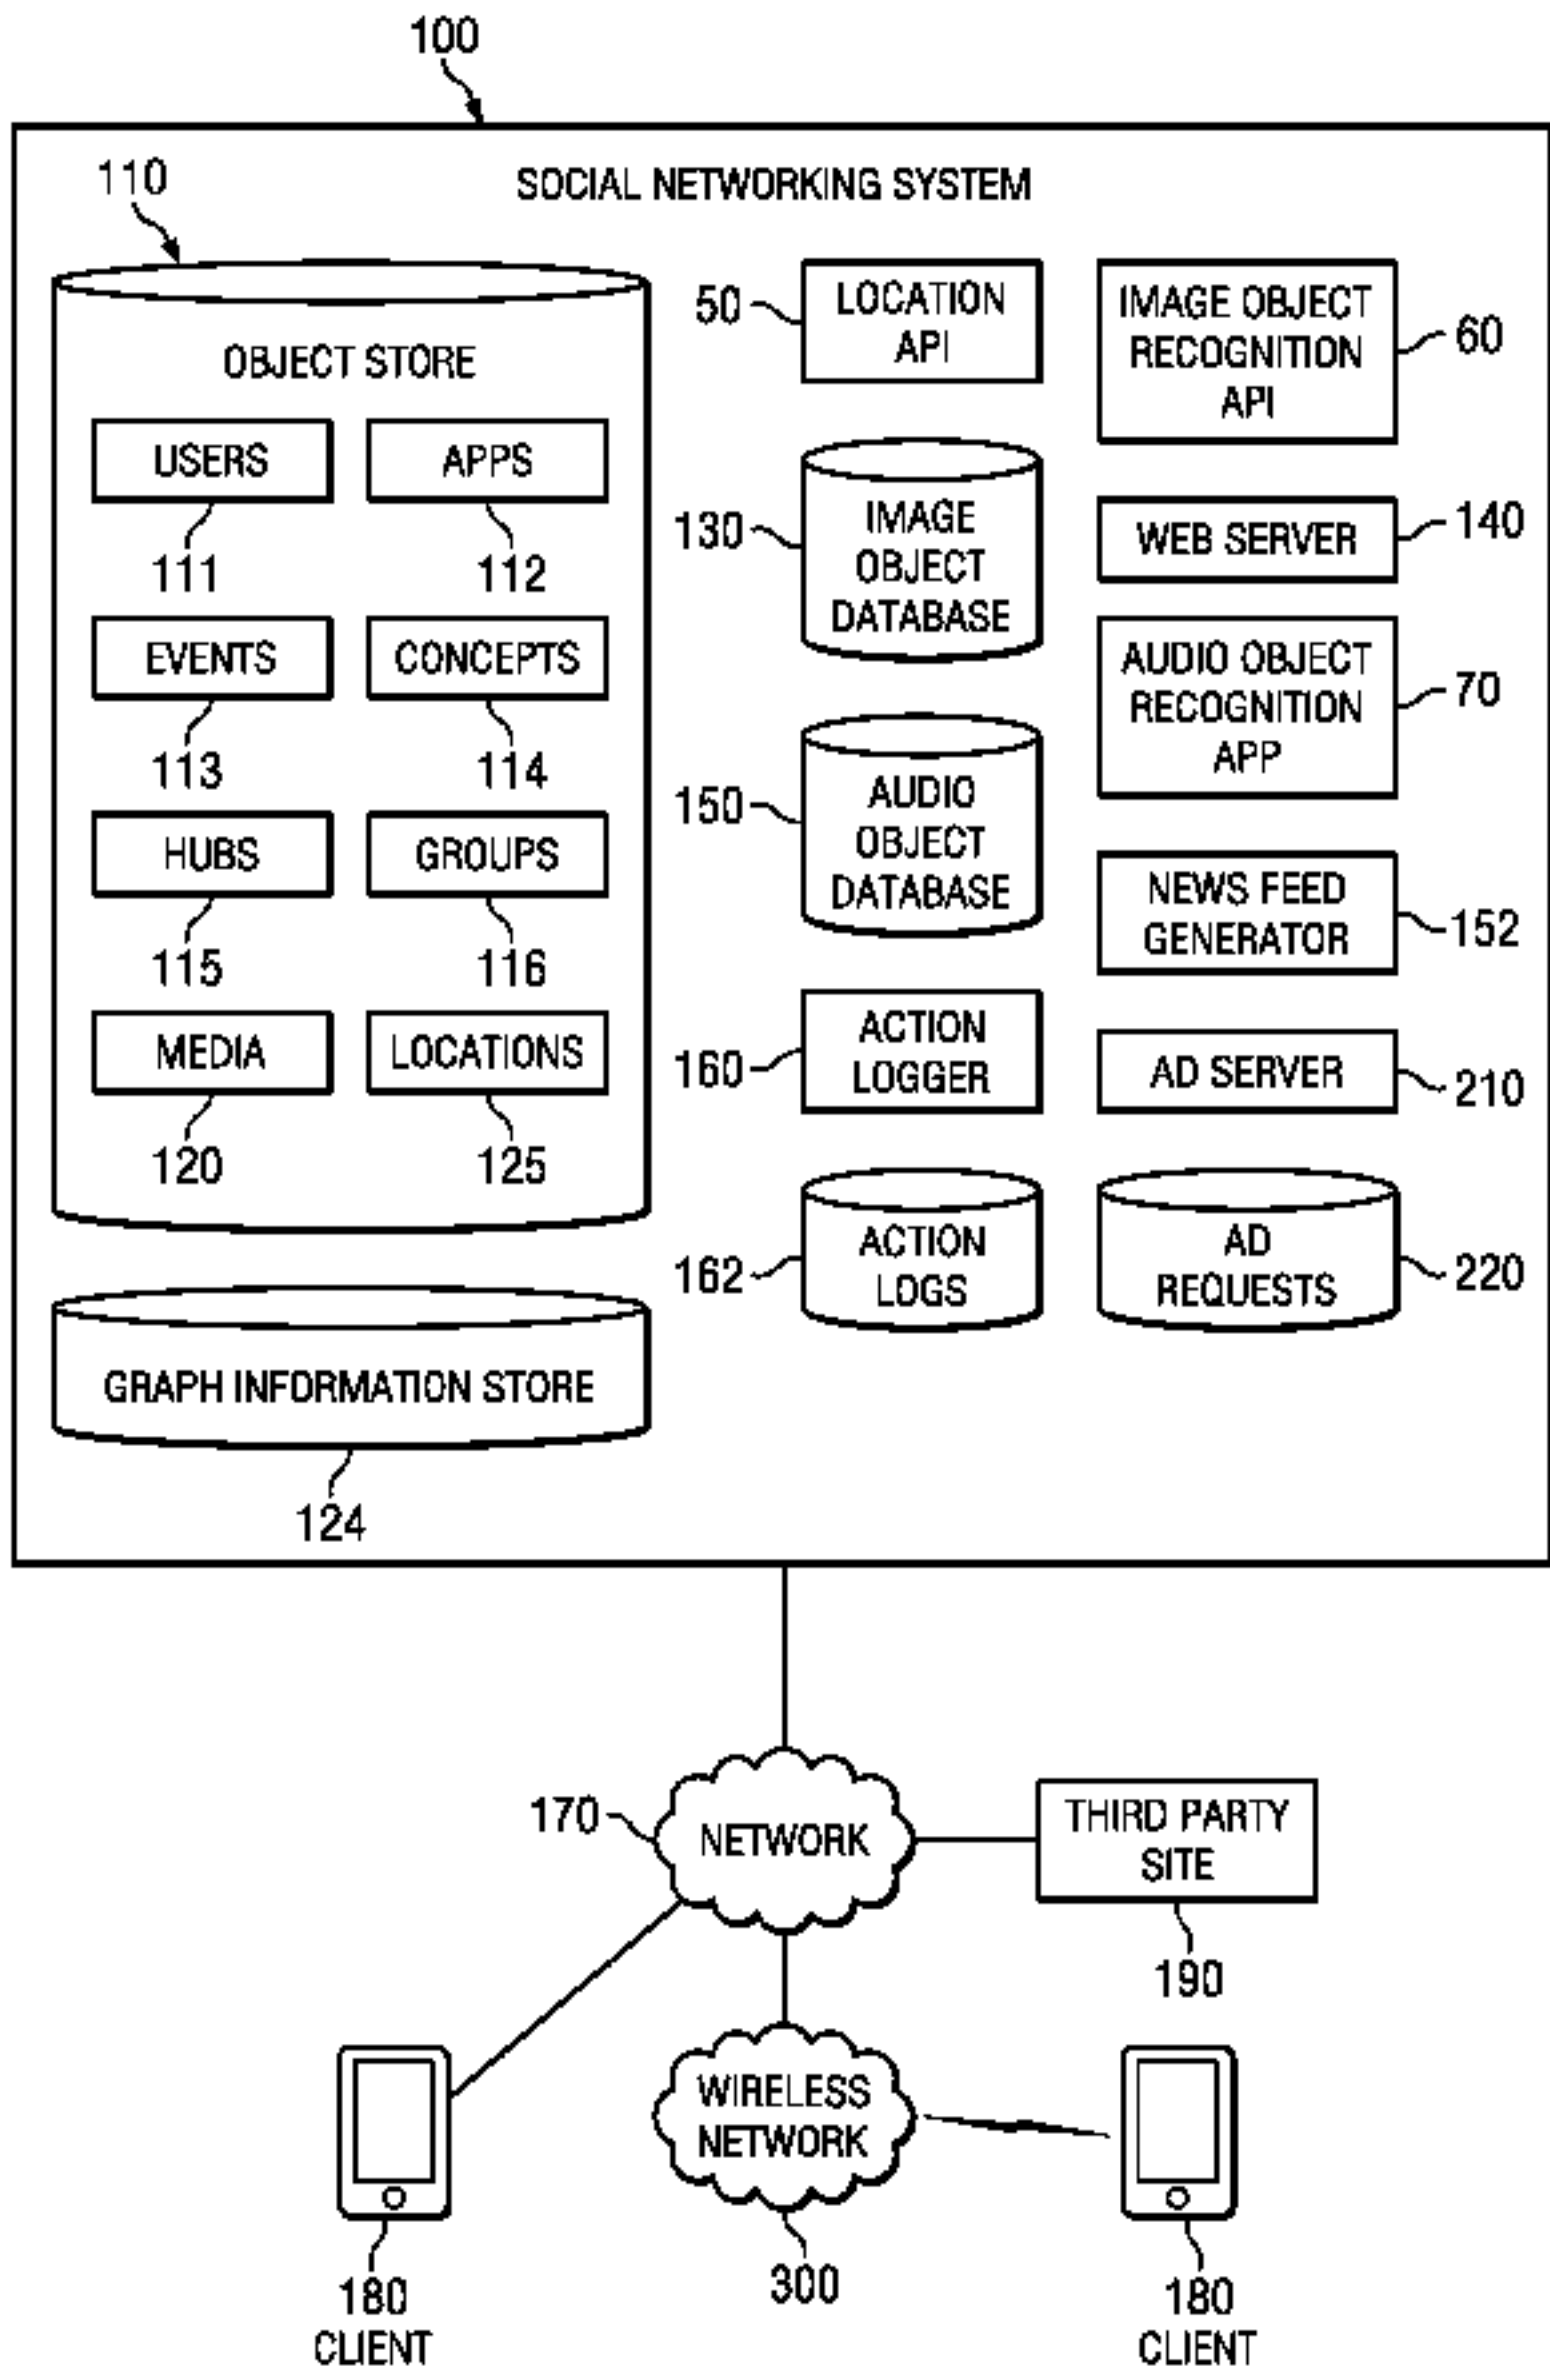 100
110
SOCIAL NETWORKING SYSTEM
OBJECT STORE
USERS
APPS
111
112
EVENTS
CONCEPTS
113
114
HUBS
GROUPS
115
116
MEDIA
LOCATIONS
120
125
GRAPH INFORMATION STORE
124
50
LOCATION
API
130
IMAGE
OBJECT
DATABASE
150
AUDIO
OBJECT
DATABASE
160
ACTION
LOGGER
162
ACTION
LOGS
IMAGE OBJECT
RECOGNITION
API
60
WEB SERVER
140
AUDIO OBJECT
RECOGNITION
APP
70
NEWS FEED
GENERATOR
152
AD SERVER
210
AD
REQUESTS
220
170
NETWORK
THIRD PARTY
SITE
190
WIRELESS
NETWORK
300
180
CLIENT
180
CLIENT